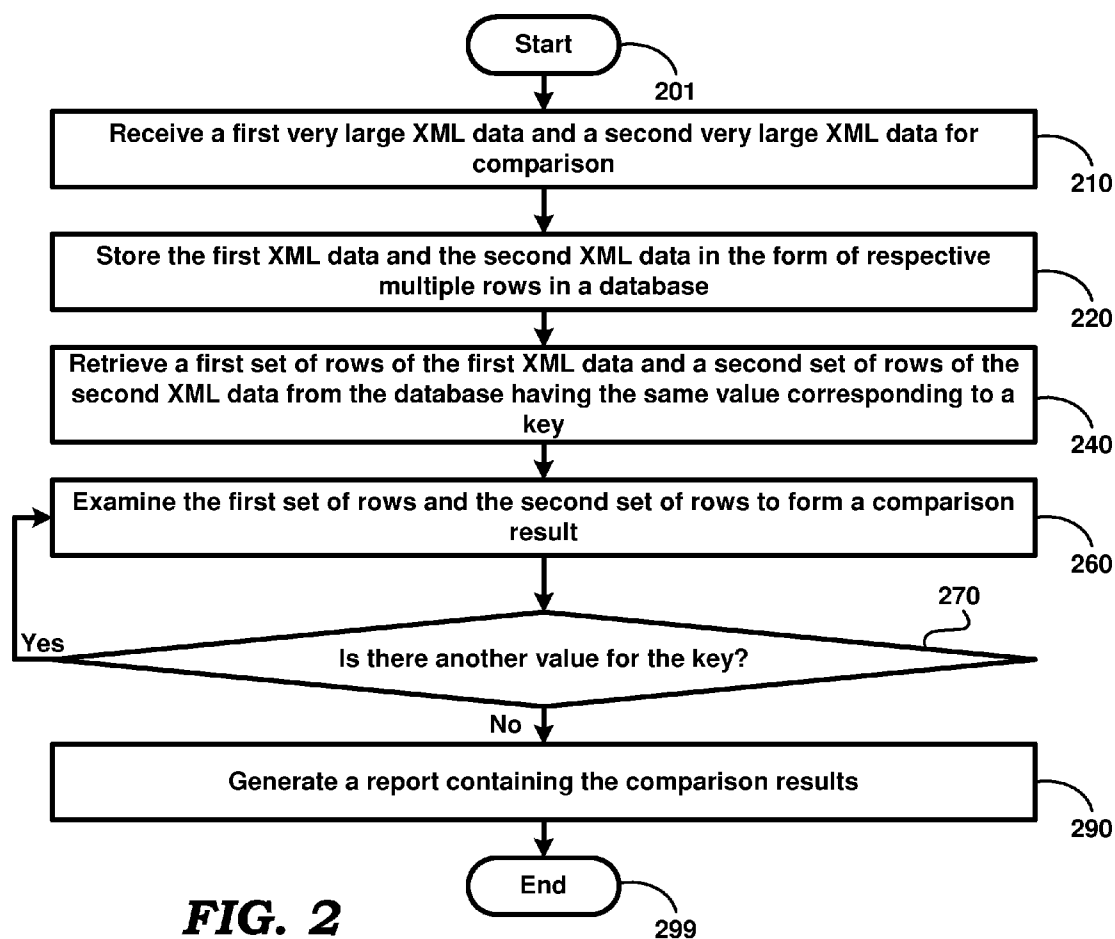 Start
201
Receive a first very large XML data and a second very large XML data for
comparison
210
Store the first XML data and the second XML data in the form of respective
multiple rows in a database
220
Retrieve a first set of rows of the first XML data and a second set of rows of the
second XML data from the database having the same value corresponding to a
key
240
Examine the first set of rows and the second set of rows to form a comparison
result
260
270
Yes
Is there another value for the key?
No
Generate a report containing the comparison results
290
End
299
FIG. 2